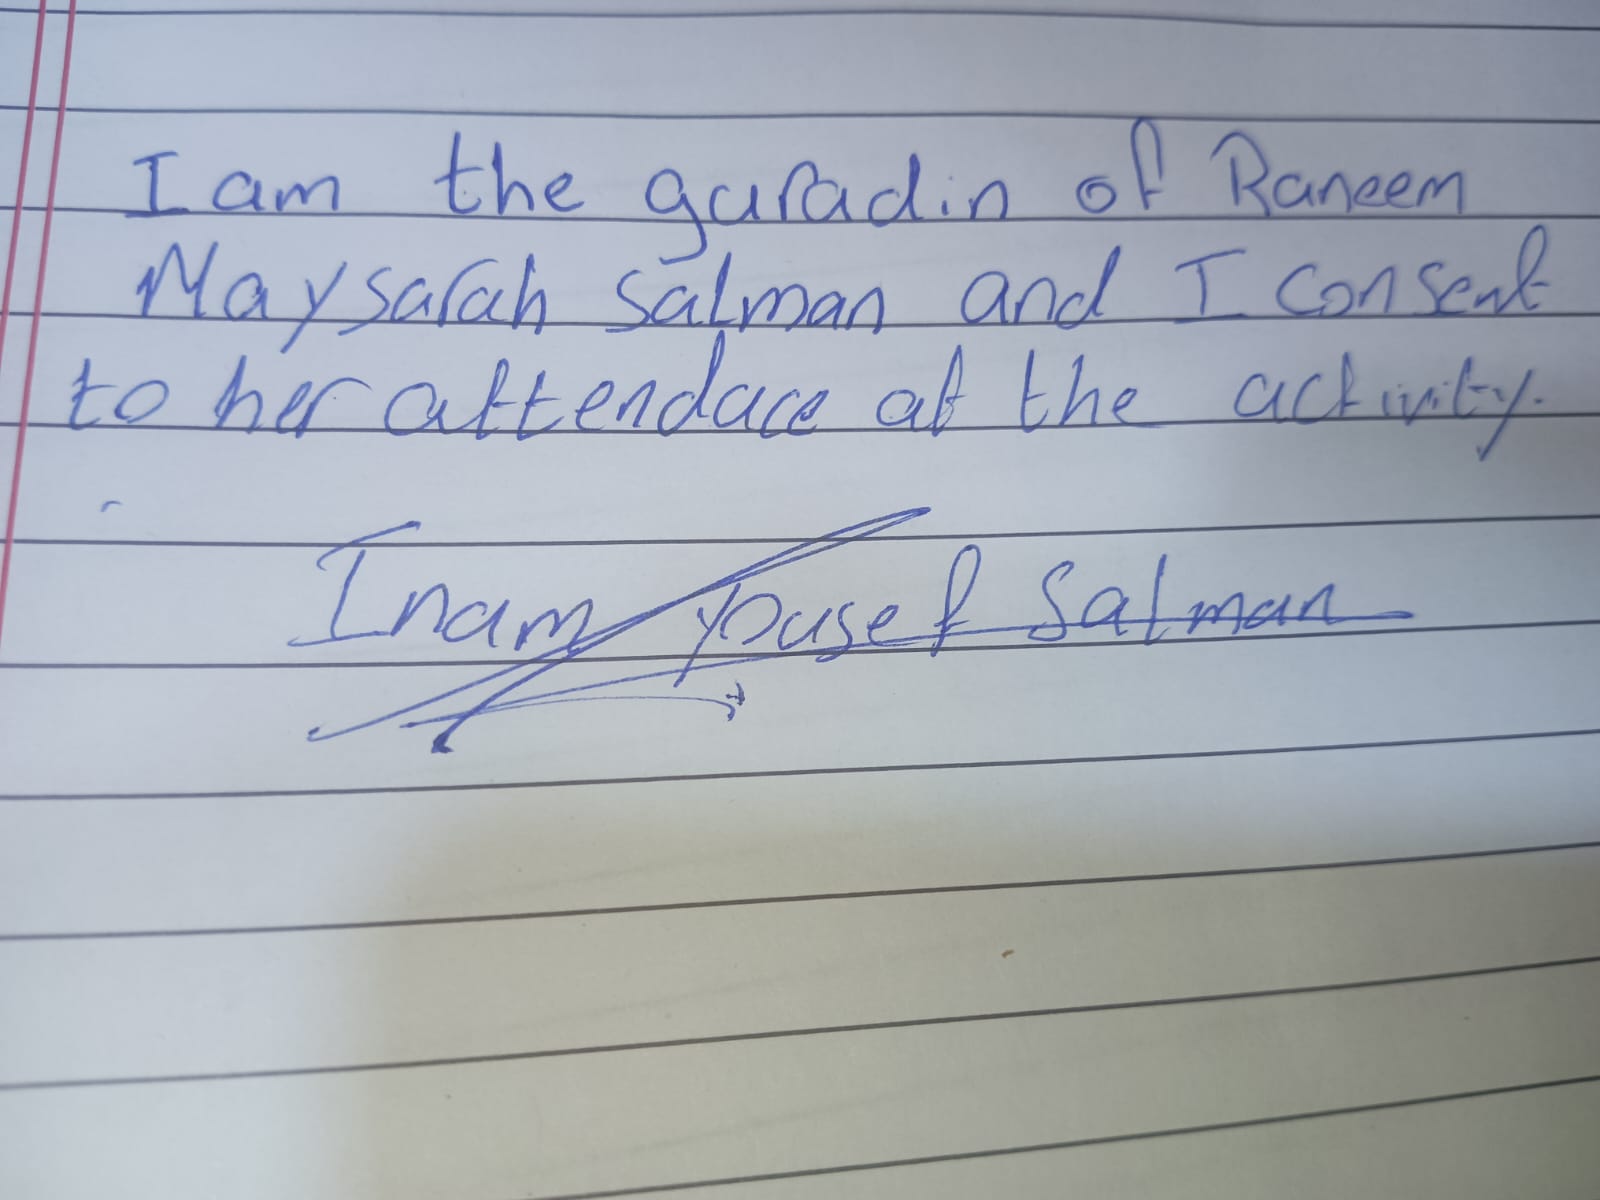 I am the guradin of Raneem
Maysarah Salman and I consent
to her attendace at the activity.
Inam Yousef Salman